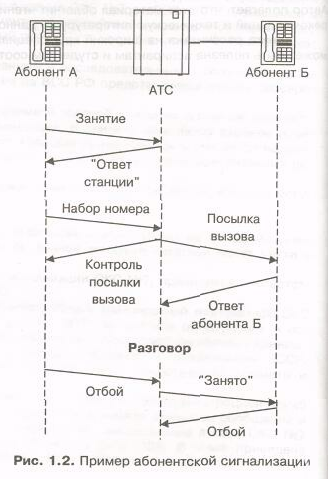 Абонент А
АТС
Абонент Б
Занятие
"Ответ
станции"
Набор номера
Посылка
вызова
Контроль
посылки
вызова
Ответ
абонента Б
Разговор
Отбой
"Занято"
Отбой
Рис. 1.2. Пример абонентской сигнализации